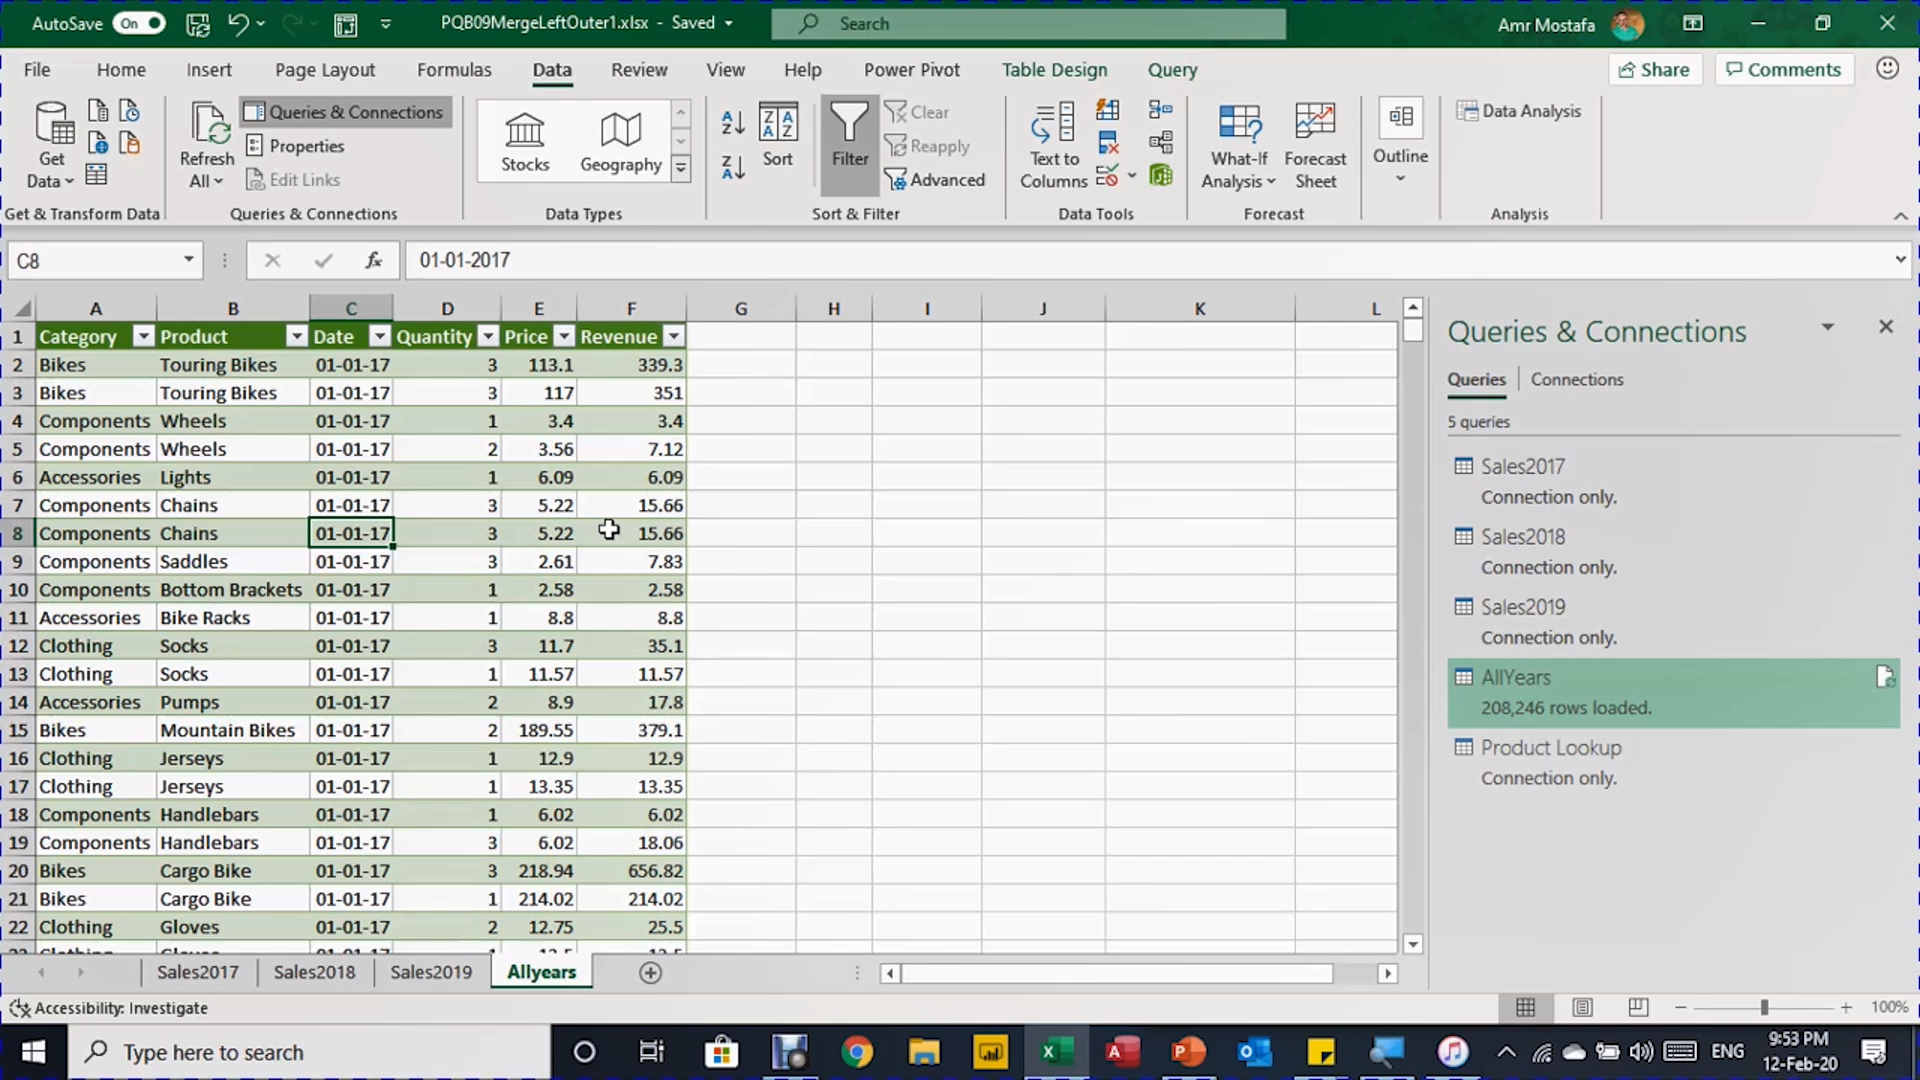 AutoSave On PQB09MergeLeftOuter1.xlsx - Saved Search Amr Mostafa
File Home Insert Page Layout Formulas Data Review View Help Power Pivot Table Design Query Share Comments
Get Data Refresh All Queries & Connections Properties Edit Links Stocks Geography Sort Filter Clear Reapply Advanced Text to Columns What-If Analysis Forecast Sheet Outline Data Analysis
Get & Transform Data Queries & Connections Data Types Sort & Filter Data Tools Forecast Analysis
C8 fx 01-01-2017
A B C D E F G H I J K L
1 Category Product Date Quantity Price Revenue
2 Bikes Touring Bikes 01-01-17 3 113.1 339.3
3 Bikes Touring Bikes 01-01-17 3 117 351
4 Components Wheels 01-01-17 1 3.4 3.4
5 Components Wheels 01-01-17 2 3.56 7.12
6 Accessories Lights 01-01-17 1 6.09 6.09
7 Components Chains 01-01-17 3 5.22 15.66
8 Components Chains 01-01-17 3 5.22 15.66
9 Components Saddles 01-01-17 3 2.61 7.83
10 Components Bottom Brackets 01-01-17 1 2.58 2.58
11 Accessories Bike Racks 01-01-17 1 8.8 8.8
12 Clothing Socks 01-01-17 3 11.7 35.1
13 Clothing Socks 01-01-17 1 11.57 11.57
14 Accessories Pumps 01-01-17 2 8.9 17.8
15 Bikes Mountain Bikes 01-01-17 2 189.55 379.1
16 Clothing Jerseys 01-01-17 1 12.9 12.9
17 Clothing Jerseys 01-01-17 1 13.35 13.35
18 Components Handlebars 01-01-17 1 6.02 6.02
19 Components Handlebars 01-01-17 3 6.02 18.06
20 Bikes Cargo Bike 01-01-17 3 218.94 656.82
21 Bikes Cargo Bike 01-01-17 1 214.02 214.02
22 Clothing Gloves 01-01-17 2 12.75 25.5
Queries & Connections
Queries Connections
5 queries
Sales2017
Connection only.
Sales2018
Connection only.
Sales2019
Connection only.
AllYears
208,246 rows loaded.
Product Lookup
Connection only.
Sales2017 Sales2018 Sales2019 Allyears
Accessibility: Investigate 100%
Type here to search ENG 9:53 PM
12-Feb-20